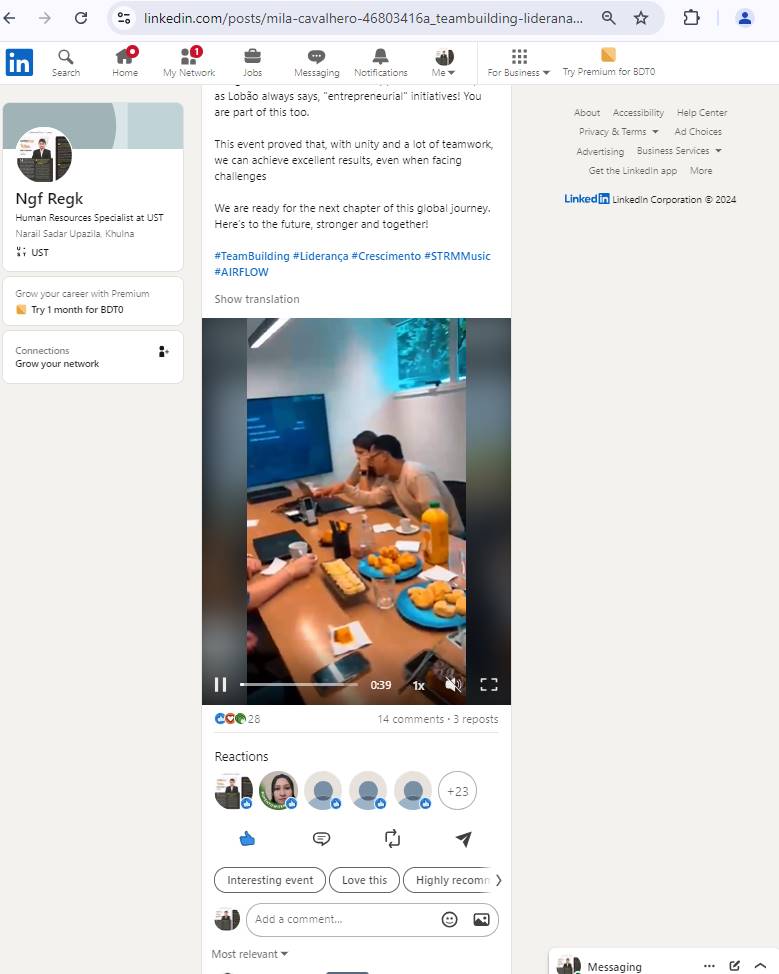 linkedin.com/posts/mila-cavalhero-46803416a_teambuilding-liderana...
in
Search
Home
1
My Network
Jobs
Messaging
Notifications
Me
For Business
Try Premium for BDT0
as Lobão always says, "entrepreneurial" initiatives! You
are part of this too.
This event proved that, with unity and a lot of teamwork,
we can achieve excellent results, even when facing
challenges
We are ready for the next chapter of this global journey.
Here's to the future, stronger and together!
#TeamBuilding #Liderança #Crescimento #STRMMusic
#AIRFLOW
Show translation
Ngf Regk
Human Resources Specialist at UST
Narail Sadar Upazila, Khulna
UST
Grow your career with Premium
Try 1 month for BDT0
Connections
Grow your network
About Accessibility Help Center
Privacy & Terms Ad Choices
Advertising Business Services
Get the LinkedIn app More
LinkedIn LinkedIn Corporation © 2024
0:39 1x
28
14 comments • 3 reposts
Reactions
+23
Interesting event Love this Highly recomn
Add a comment...
Most relevant
Messaging